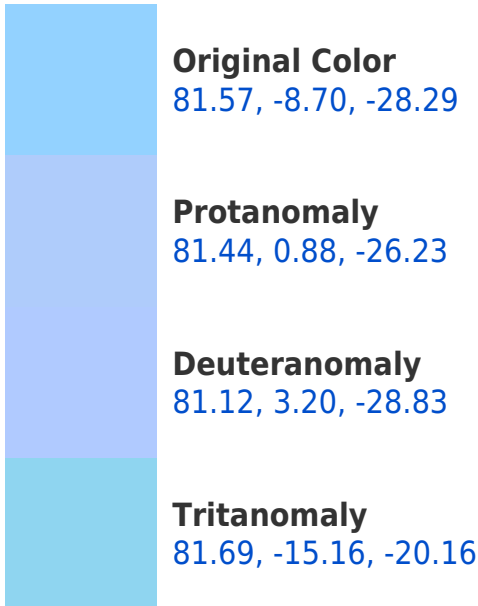 Original Color
81.57, -8.70, -28.29
Protanomaly
81.44, 0.88, -26.23
Deuteranomaly
81.12, 3.20, -28.83
Tritanomaly
81.69, -15.16, -20.16